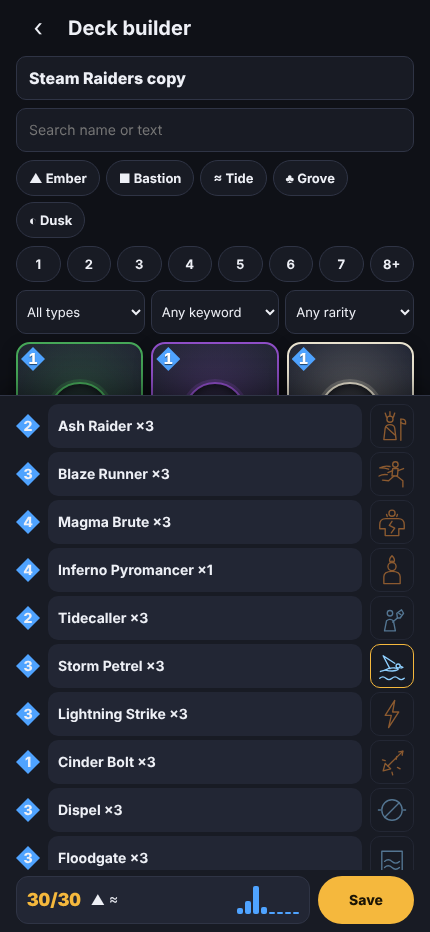 Deck builder
Steam Raiders copy
Search name or text
Ember Bastion Tide Grove
Dusk
1 2 3 4 5 6 7 8+
All types Any keyword Any rarity
1 1 1
2 Ash Raider ×3
3 Blaze Runner ×3
4 Magma Brute ×3
4 Inferno Pyromancer ×1
2 Tidecaller ×3
3 Storm Petrel ×3
3 Lightning Strike ×3
1 Cinder Bolt ×3
3 Dispel ×3
3 Floodgate ×3
30/30 Save